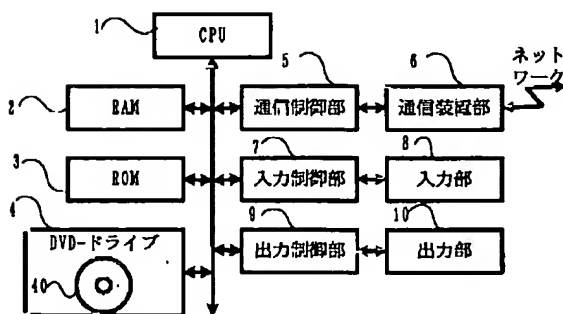 1
CPU
5
6
ネット
ワーク
2
RAM
通信制御部
通信装置部
3
ROM
7
入力制御部
8
入力部
4
DVD-ドライブ
40
9
出力制御部
10
出力部